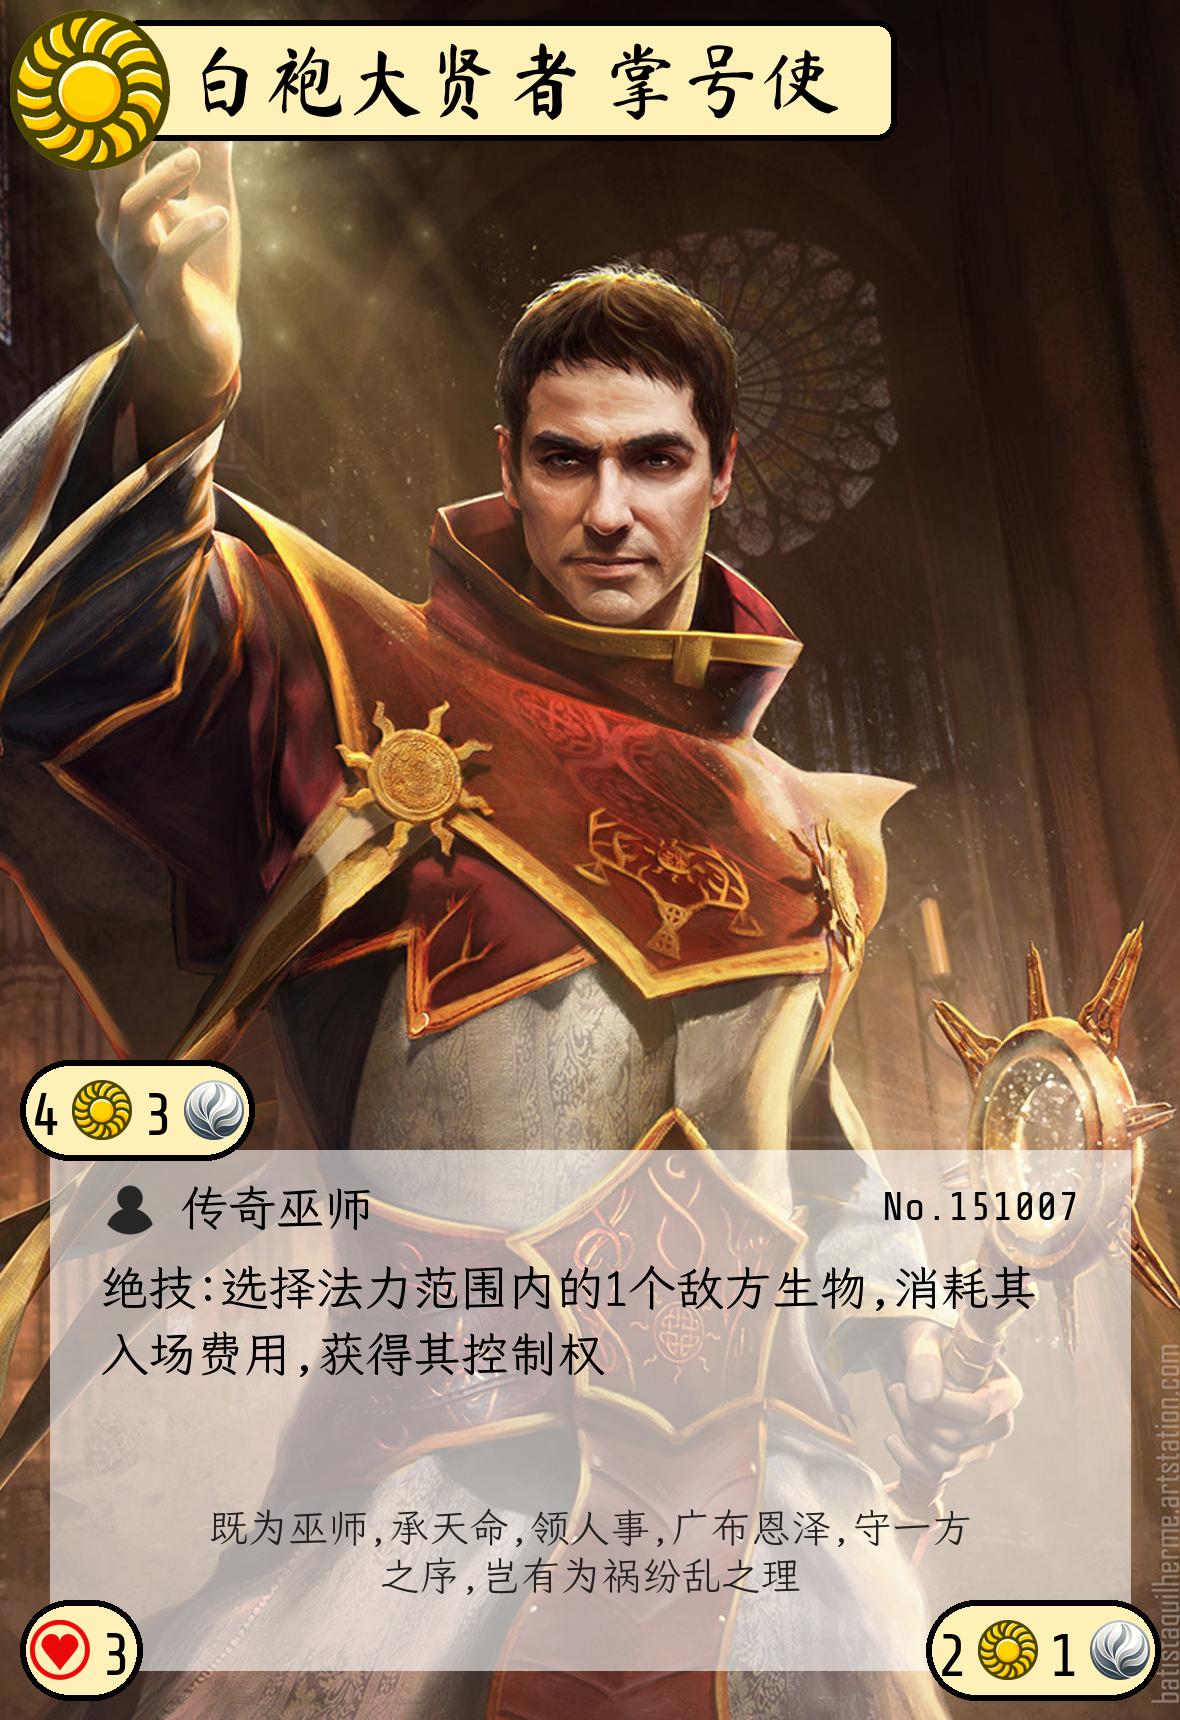 白袍大贤者 掌号使
4 3
传奇巫师 No.151007
绝技:选择法力范围内的1个敌方生物,消耗其
入场费用,获得其控制权
既为巫师,承天命,领人事,广布恩泽,守一方
之序,岂有为祸纷乱之理
3
2 1
batistaguilherme.artstation.com